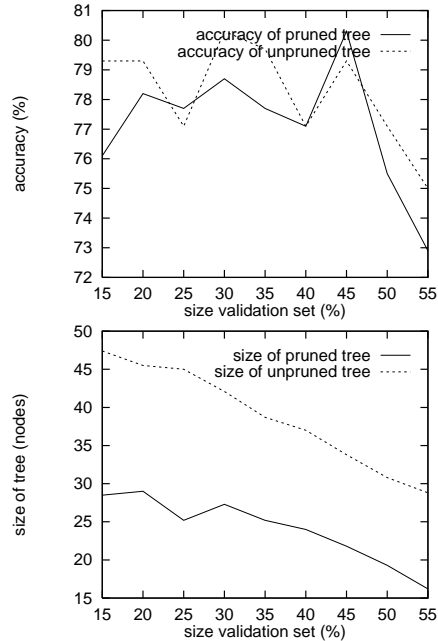 81
80
79
78
77
76
75
74
73
72
accuracy (%)
accuracy of pruned tree
accuracy of unpruned tree
15 20 25 30 35 40 45 50 55
size validation set (%)
50
45
40
35
30
25
20
15
size of tree (nodes)
size of pruned tree
size of unpruned tree
15 20 25 30 35 40 45 50 55
size validation set (%)